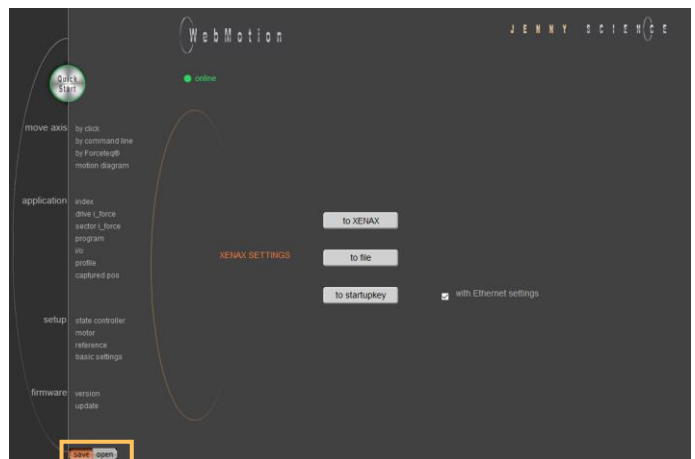 WebMotion
JENNY SCIENCE
Quick
Start
online
move axis
by click
by command line
by Forceteq®
motion diagram
application
index
drive i_force
sector i_force
program
i/o
profile
captured pos
XENAX SETTINGS
to XENAX
to file
to startupkey
with Ethernet settings
setup
state controller
motor
reference
basic settings
firmware
version
update
save open